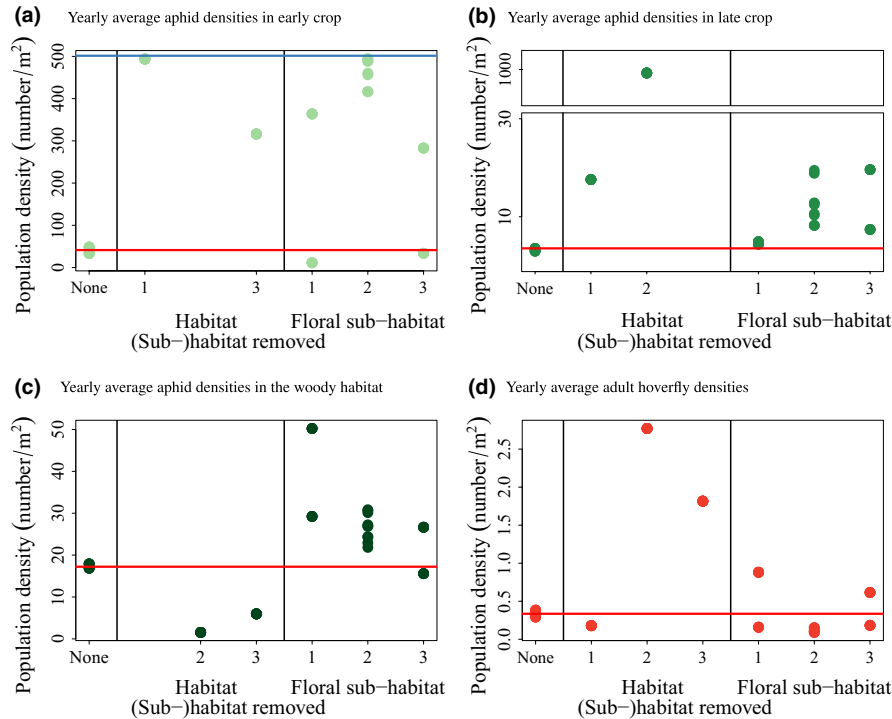 (a) Yearly average aphid densities in early crop
Population density (number/m²)
500
400
300
200
100
0
None 1 3 1 2 3
Habitat Floral sub−habitat
(Sub−)habitat removed
(b) Yearly average aphid densities in late crop
Population density (number/m²)
1000
30
10
None 1 2 1 2 3
Habitat Floral sub−habitat
(Sub−)habitat removed
(c) Yearly average aphid densities in the woody habitat
Population density (number/m²)
50
40
30
20
10
0
None 2 3 1 2 3
Habitat Floral sub−habitat
(Sub−)habitat removed
(d) Yearly average adult hoverfly densities
Population density (number/m²)
2.5
2.0
1.5
1.0
0.5
0.0
None 1 2 3 1 2 3
Habitat Floral sub−habitat
(Sub−)habitat removed